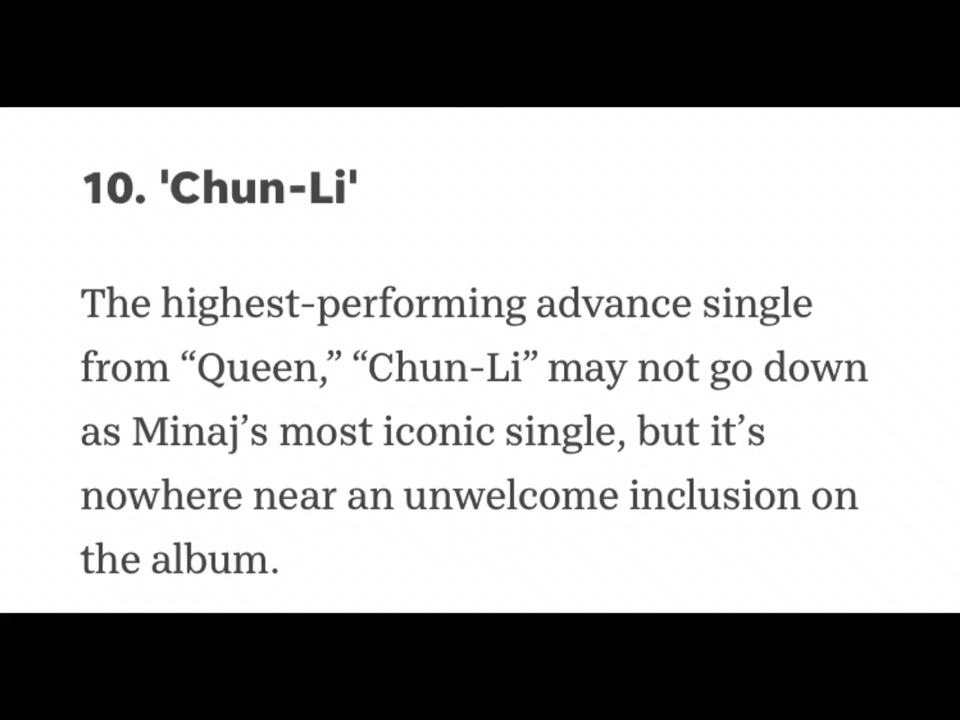 10. 'Chun-Li'
The highest-performing advance single
from “Queen,” “Chun-Li” may not go down
as Minaj’s most iconic single, but it’s
nowhere near an unwelcome inclusion on
the album.